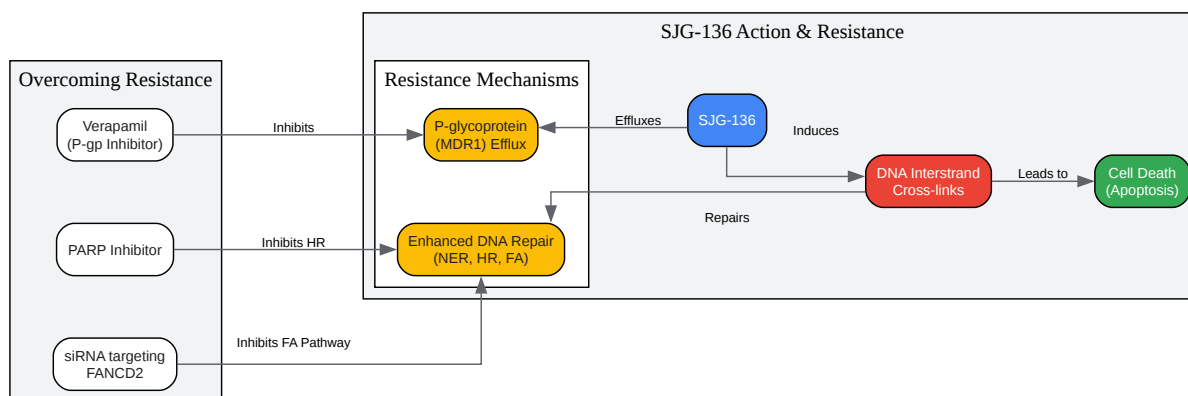 SJG-136 Action & Resistance
Overcoming Resistance
Resistance Mechanisms
Verapamil
(P-gp Inhibitor)
Inhibits
P-glycoprotein
(MDR1) Efflux
Effluxes
SJG-136
Induces
DNA Interstrand
Cross-links
Leads to
Cell Death
(Apoptosis)
Repairs
PARP Inhibitor
Inhibits HR
Enhanced DNA Repair
(NER, HR, FA)
siRNA targeting
FANCD2
Inhibits FA Pathway